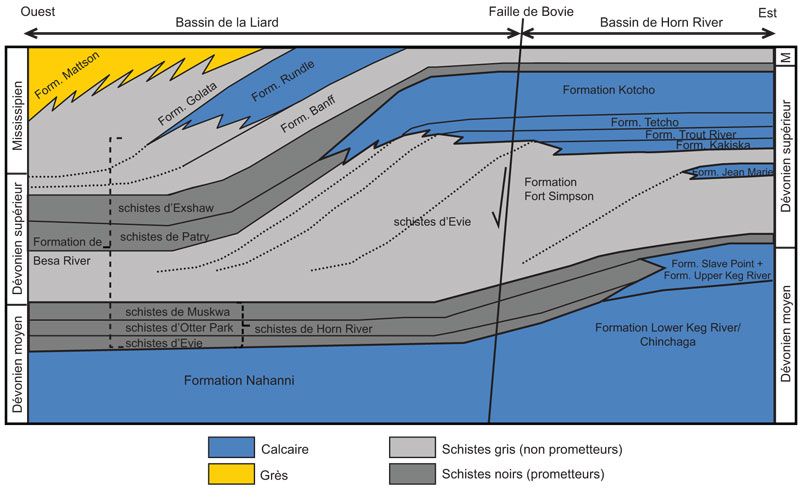 Ouest
Bassin de la Liard
Faille de Bovie
Bassin de Horn River
Est
Mississipien
Dévonien supérieur
Dévonien moyen
M
Dévonien supérieur
Dévonien moyen
Form. Mattson
Form. Golata
Form. Rundle
Form. Banff
Formation Kotcho
Form. Tetcho
Form. Trout River
Form. Kakiska
Form. Jean Marie
schistes d'Exshaw
schistes de Patry
Formation de
Besa River
schistes d'Evie
Formation
Fort Simpson
Form. Slave Point +
Form. Upper Keg River
schistes de Muskwa
schistes d'Otter Park
schistes de Horn River
schistes d'Evie
Formation Lower Keg River/
Chinchaga
Formation Nahanni
Calcaire
Grès
Schistes gris (non prometteurs)
Schistes noirs (prometteurs)